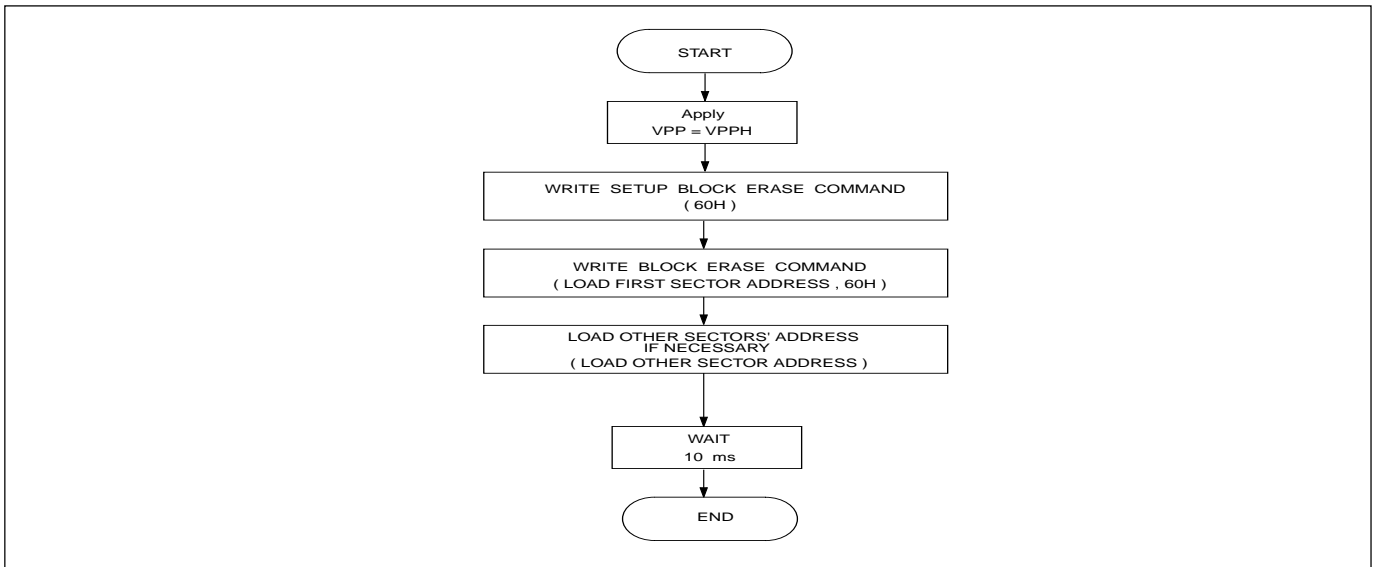 START
Apply
VPP = VPPH
WRITE SETUP BLOCK ERASE COMMAND
( 60H )
WRITE BLOCK ERASE COMMAND
( LOAD FIRST SECTOR ADDRESS , 60H )
LOAD OTHER SECTORS' ADDRESS
IF NECESSARY
( LOAD OTHER SECTOR ADDRESS )
WAIT
10 ms
END